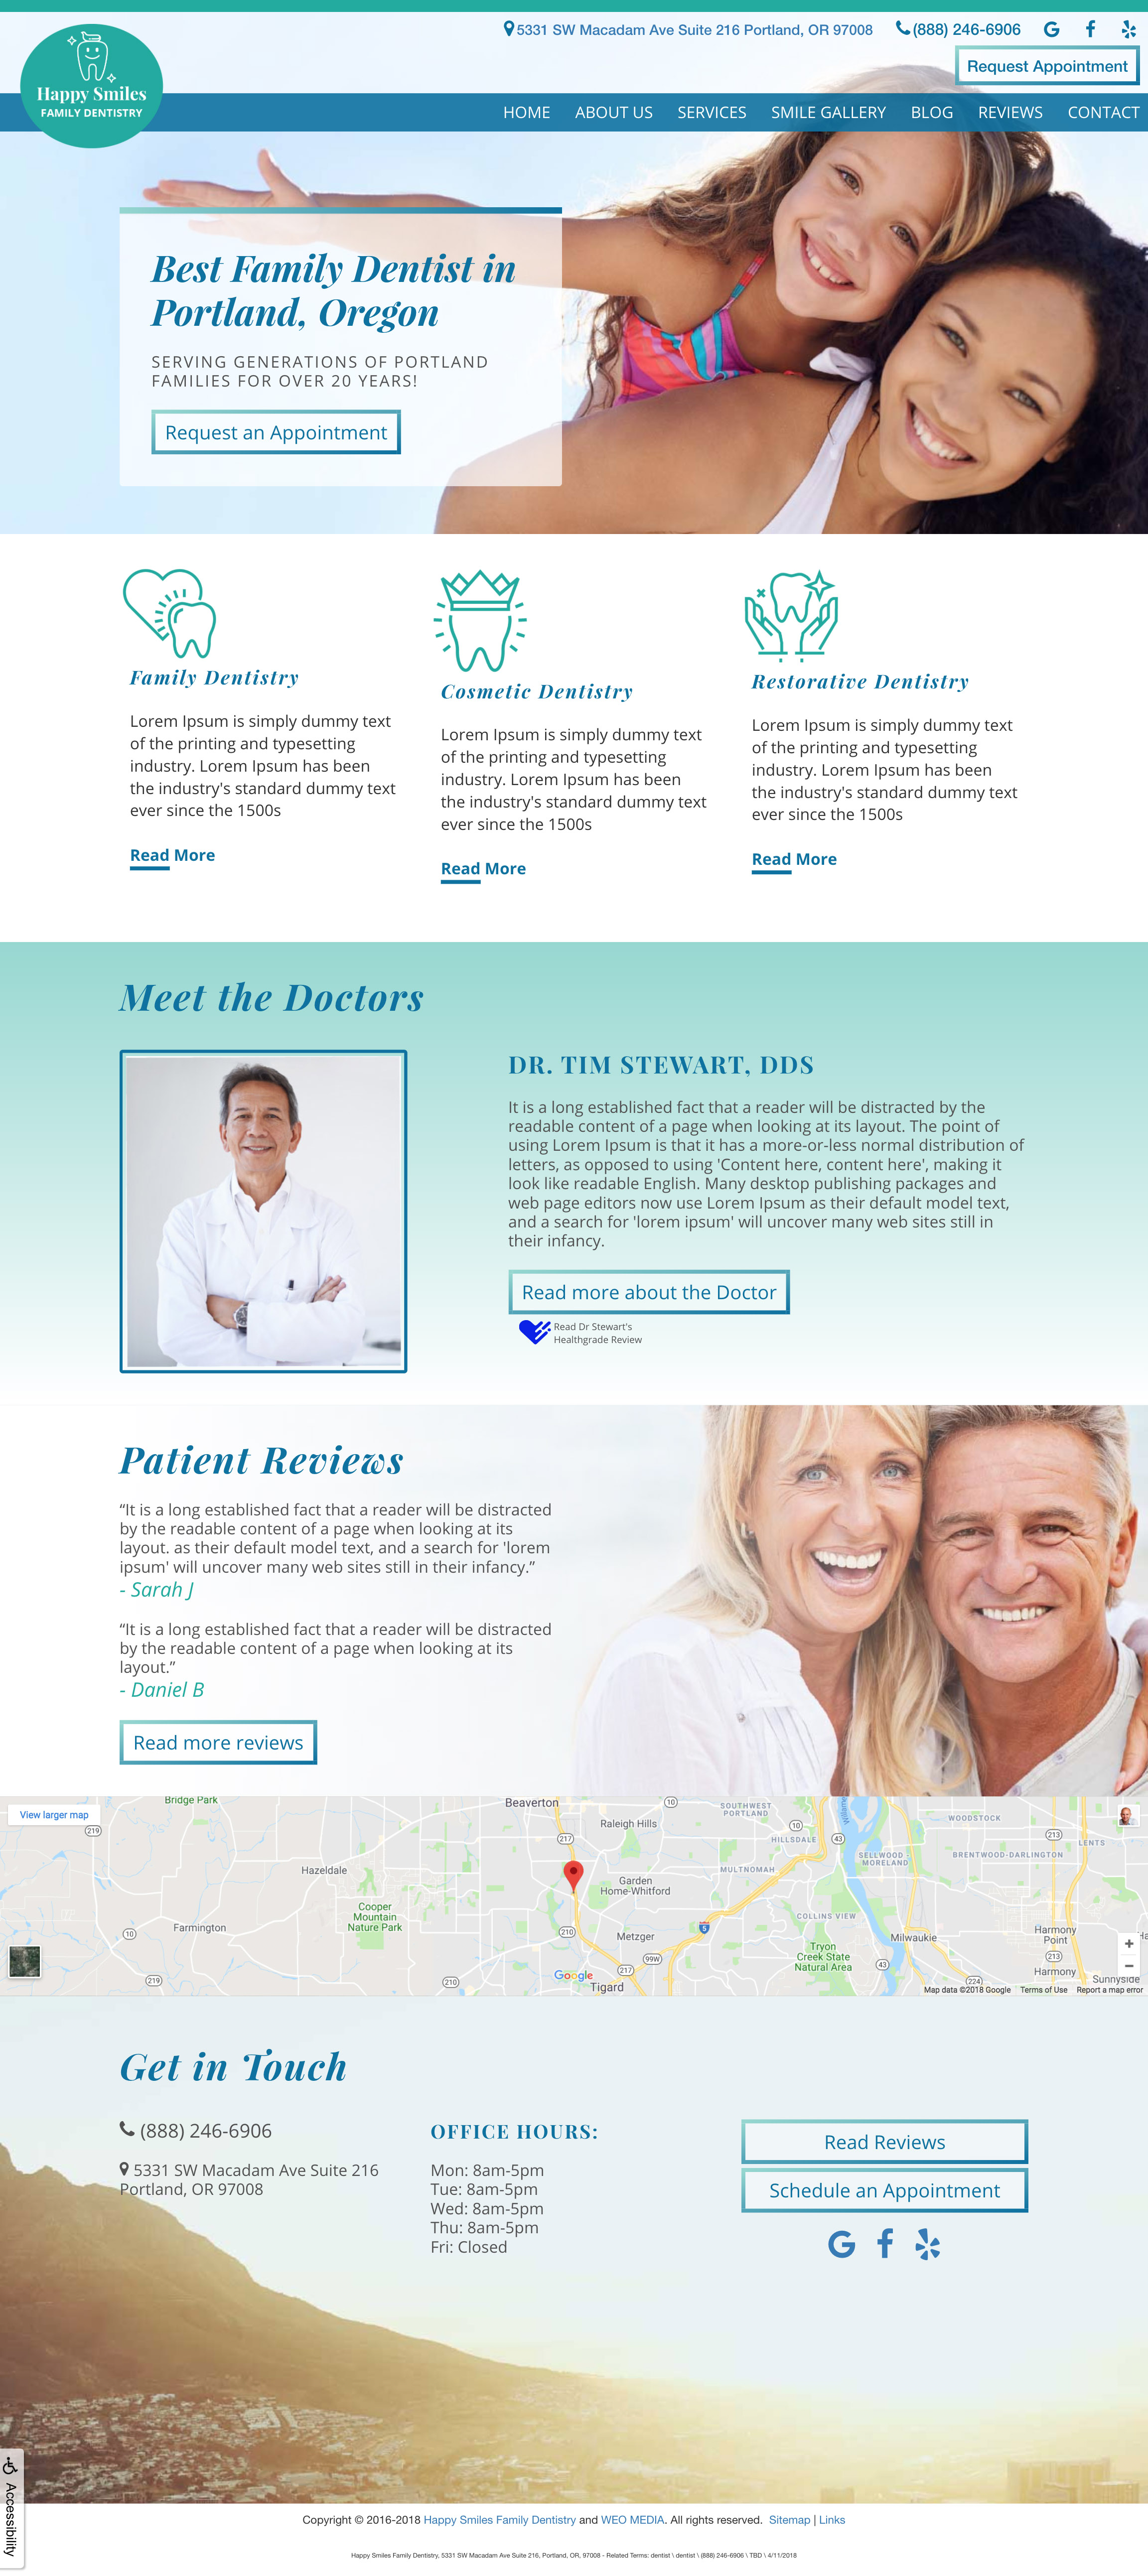 5331 SW Macadam Ave Suite 216 Portland, OR 97008
(888) 246-6906
Request Appointment
Happy Smiles
FAMILY DENTISTRY
HOME ABOUT US SERVICES SMILE GALLERY BLOG REVIEWS CONTACT
Best Family Dentist in
Portland, Oregon
SERVING GENERATIONS OF PORTLAND
FAMILIES FOR OVER 20 YEARS!
Request an Appointment
Family Dentistry
Lorem Ipsum is simply dummy text
of the printing and typesetting
industry. Lorem Ipsum has been
the industry's standard dummy text
ever since the 1500s
Read More
Cosmetic Dentistry
Lorem Ipsum is simply dummy text
of the printing and typesetting
industry. Lorem Ipsum has been
the industry's standard dummy text
ever since the 1500s
Read More
Restorative Dentistry
Lorem Ipsum is simply dummy text
of the printing and typesetting
industry. Lorem Ipsum has been
the industry's standard dummy text
ever since the 1500s
Read More
Meet the Doctors
DR. TIM STEWART, DDS
It is a long established fact that a reader will be distracted by the
readable content of a page when looking at its layout. The point of
using Lorem Ipsum is that it has a more-or-less normal distribution of
letters, as opposed to using 'Content here, content here', making it
look like readable English. Many desktop publishing packages and
web page editors now use Lorem Ipsum as their default model text,
and a search for 'lorem ipsum' will uncover many web sites still in
their infancy.
Read more about the Doctor
Read Dr Stewart's
Healthgrade Review
Patient Reviews
“It is a long established fact that a reader will be distracted
by the readable content of a page when looking at its
layout. as their default model text, and a search for 'lorem
ipsum' will uncover many web sites still in their infancy.”
- Sarah J
“It is a long established fact that a reader will be distracted
by the readable content of a page when looking at its
layout.”
- Daniel B
Read more reviews
View larger map
Bridge Park
219
Beaverton
10
SOUTHWEST
PORTLAND
Raleigh Hills
217
10
HILLSDALE
43
WOODSTOCK
213
LENTS
SELLWOOD -
MORELAND
BRENTWOOD-DARLINGTON
Hazeldale
MULTNOMAH
Garden
Home-Whitford
Cooper
Mountain
Nature Park
COLLINS VIEW
Farmington
10
210
Metzger
5
Milwaukie
Harmony
Point
Tryon
Creek State
Natural Area
99W
217
43
213
Harmony
219
210
Google
Tigard
224
Sunnyside
Map data ©2018 Google Terms of Use Report a map error
Get in Touch
(888) 246-6906
5331 SW Macadam Ave Suite 216
Portland, OR 97008
OFFICE HOURS:
Mon: 8am-5pm
Tue: 8am-5pm
Wed: 8am-5pm
Thu: 8am-5pm
Fri: Closed
Read Reviews
Schedule an Appointment
Accessibility
Copyright © 2016-2018 Happy Smiles Family Dentistry and WEO MEDIA. All rights reserved. Sitemap | Links
Happy Smiles Family Dentistry, 5331 SW Macadam Ave Suite 216, Portland, OR, 97008 - Related Terms: dentist \ dentist \ (888) 246-6906 \ TBD \ 4/11/2018